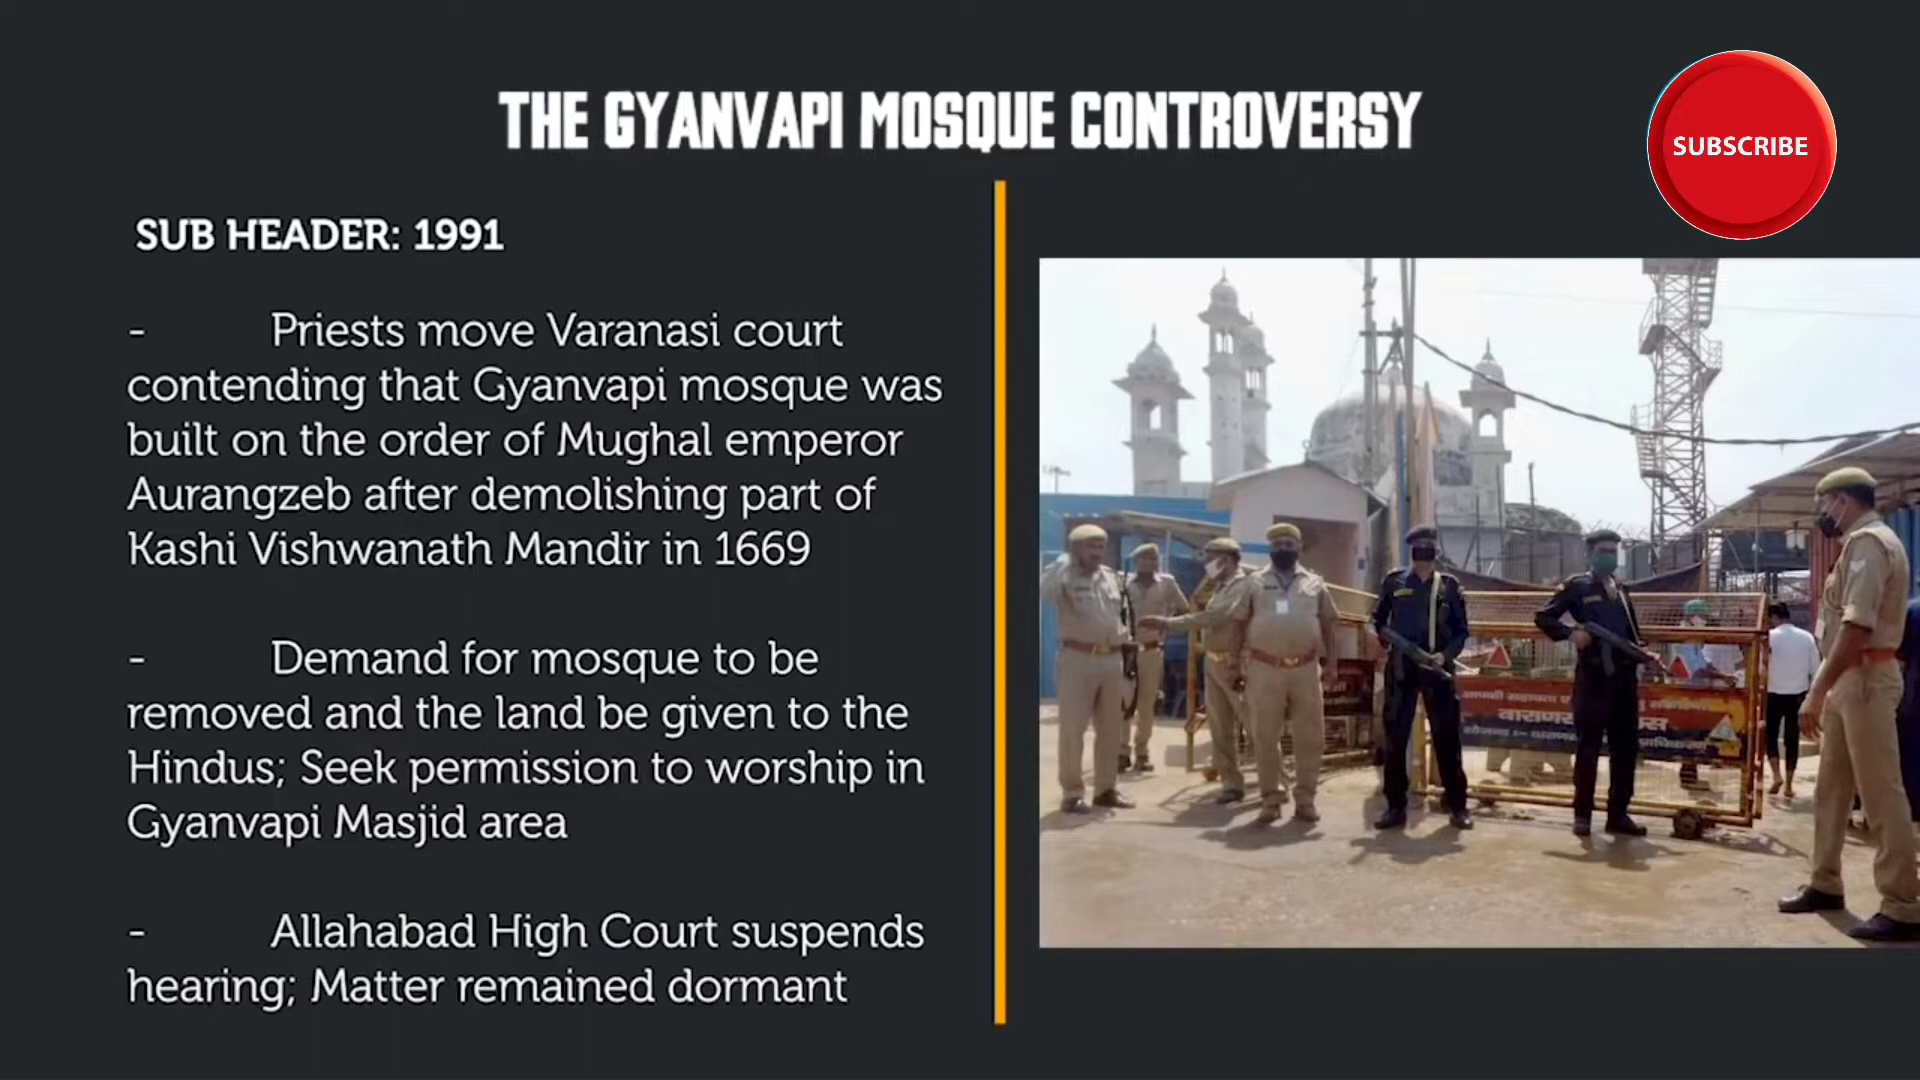 THE GYANVAPI MOSQUE CONTROVERSY
SUBSCRIBE
SUB HEADER: 1991
- Priests move Varanasi court
contending that Gyanvapi mosque was
built on the order of Mughal emperor
Aurangzeb after demolishing part of
Kashi Vishwanath Mandir in 1669
- Demand for mosque to be
removed and the land be given to the
Hindus; Seek permission to worship in
Gyanvapi Masjid area
- Allahabad High Court suspends
hearing; Matter remained dormant
आपकी सहायता